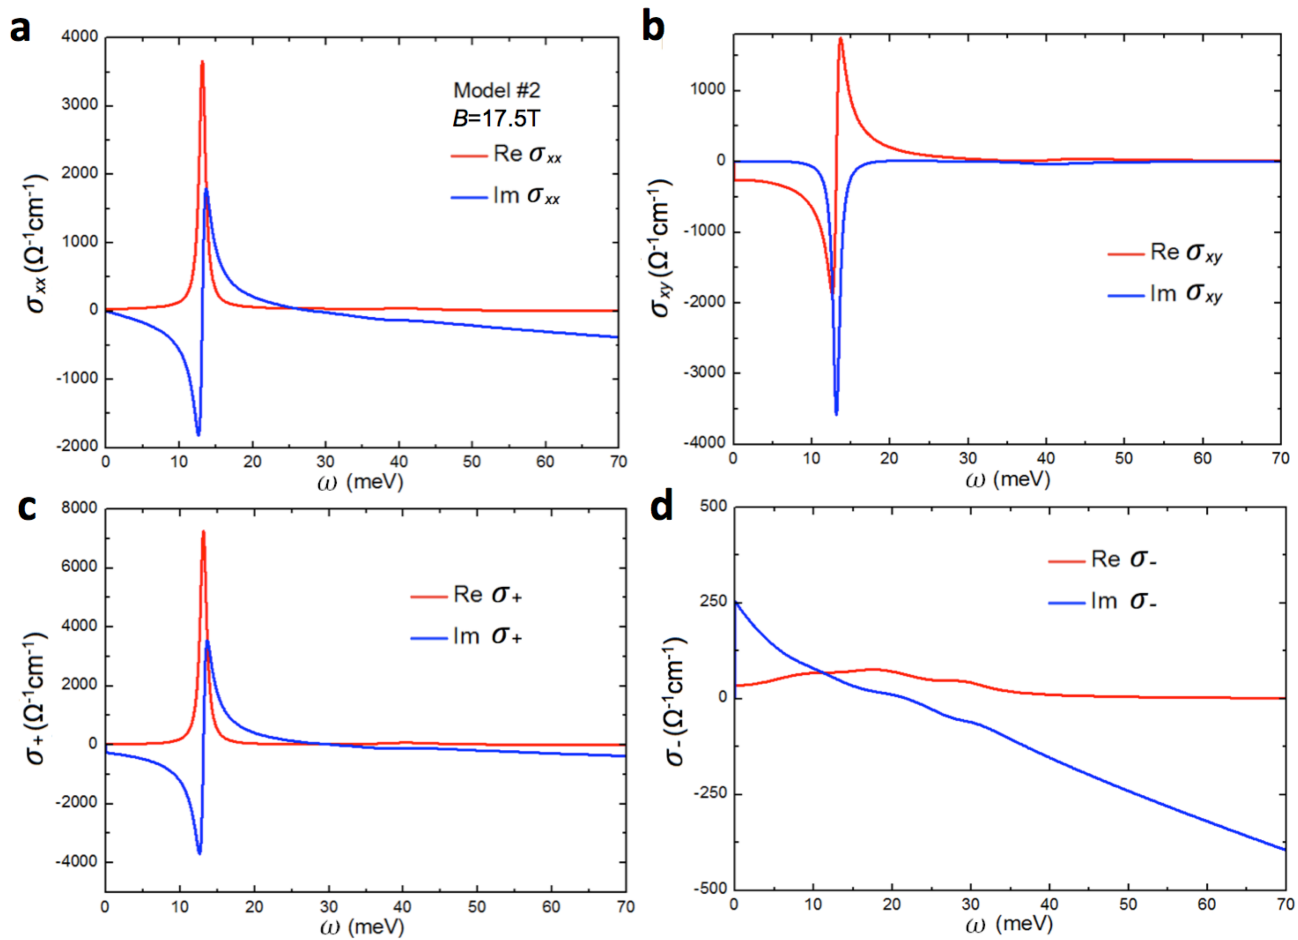 a
4000
3000
2000
1000
0
-1000
-2000
0 10 20 30 40 50 60 70
σxx (Ω-1cm-1)
ω (meV)
Model #2
B=17.5T
Re σxx
Im σxx
b
1000
0
-1000
-2000
-3000
-4000
0 10 20 30 40 50 60 70
σxy (Ω-1cm-1)
ω (meV)
Re σxy
Im σxy
c
8000
6000
4000
2000
0
-2000
-4000
0 10 20 30 40 50 60 70
σ+ (Ω-1cm-1)
ω (meV)
Re σ+
Im σ+
d
500
250
0
-250
-500
0 10 20 30 40 50 60 70
σ- (Ω-1cm-1)
ω (meV)
Re σ-
Im σ-